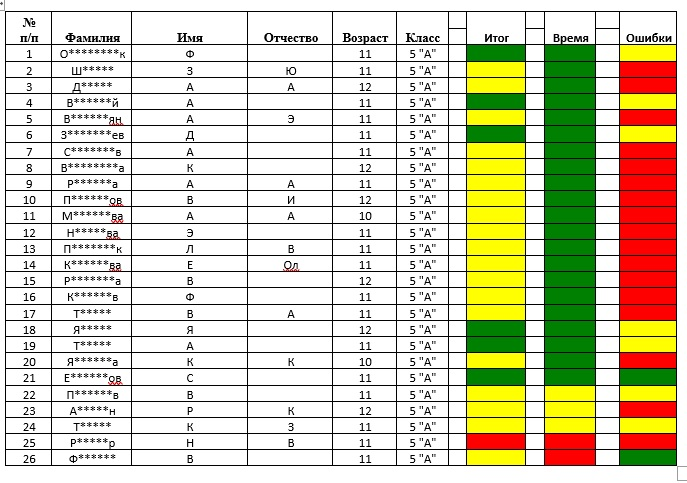 № п/п Фамилия Имя Отчество Возраст Класс Итог Время Ошибки
1 О********к Ф 11 5 "А"
2 Ш***** З Ю 11 5 "А"
3 Д***** А А 12 5 "А"
4 В******й А 11 5 "А"
5 В******ян А Э 11 5 "А"
6 З*******ев Д 11 5 "А"
7 С*******в А 11 5 "А"
8 В********а К 12 5 "А"
9 Р******а А А 11 5 "А"
10 П******ов В И 12 5 "А"
11 М******ва А А 10 5 "А"
12 Н*****ва Э 11 5 "А"
13 П*******к Л В 11 5 "А"
14 К******ва Е Ол 11 5 "А"
15 Р*******а В 12 5 "А"
16 К******в Ф 11 5 "А"
17 Т***** В А 11 5 "А"
18 Я***** Я 12 5 "А"
19 Т***** А 11 5 "А"
20 Я******а К К 10 5 "А"
21 Е******ов С 11 5 "А"
22 П******в В 11 5 "А"
23 А*****н Р К 12 5 "А"
24 Т***** К З 11 5 "А"
25 Р*****р Н В 11 5 "А"
26 Ф****** В 11 5 "А"